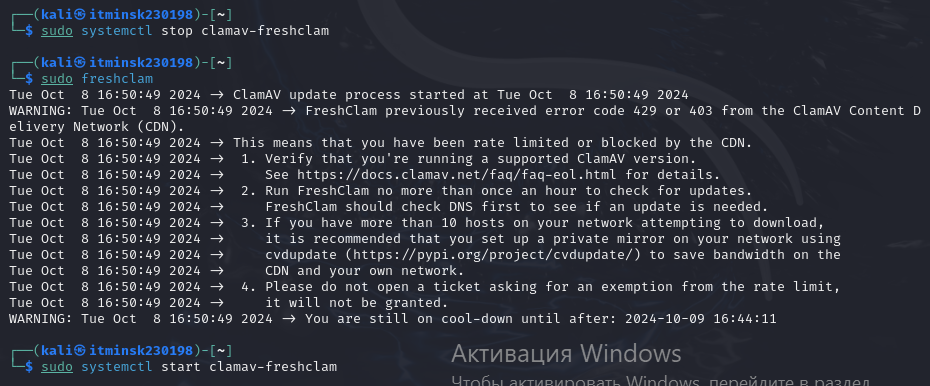 ┌──(kali㉿itminsk230198)-[~]
└─$ sudo systemctl stop clamav-freshclam
┌──(kali㉿itminsk230198)-[~]
└─$ sudo freshclam
Tue Oct  8 16:50:49 2024 → ClamAV update process started at Tue Oct  8 16:50:49 2024
WARNING: Tue Oct  8 16:50:49 2024 → FreshClam previously received error code 429 or 403 from the ClamAV Content D
elivery Network (CDN).
Tue Oct  8 16:50:49 2024 → This means that you have been rate limited or blocked by the CDN.
Tue Oct  8 16:50:49 2024 →  1. Verify that you're running a supported ClamAV version.
Tue Oct  8 16:50:49 2024 →     See https://docs.clamav.net/faq/faq-eol.html for details.
Tue Oct  8 16:50:49 2024 →  2. Run FreshClam no more than once an hour to check for updates.
Tue Oct  8 16:50:49 2024 →     FreshClam should check DNS first to see if an update is needed.
Tue Oct  8 16:50:49 2024 →  3. If you have more than 10 hosts on your network attempting to download,
Tue Oct  8 16:50:49 2024 →     it is recommended that you set up a private mirror on your network using
Tue Oct  8 16:50:49 2024 →     cvdupdate (https://pypi.org/project/cvdupdate/) to save bandwidth on the
Tue Oct  8 16:50:49 2024 →     CDN and your own network.
Tue Oct  8 16:50:49 2024 →  4. Please do not open a ticket asking for an exemption from the rate limit,
Tue Oct  8 16:50:49 2024 →     it will not be granted.
WARNING: Tue Oct  8 16:50:49 2024 → You are still on cool-down until after: 2024-10-09 16:44:11
┌──(kali㉿itminsk230198)-[~]
└─$ sudo systemctl start clamav-freshclam
Активация Windows
Чтобы активировать Windows, перейдите в раздел